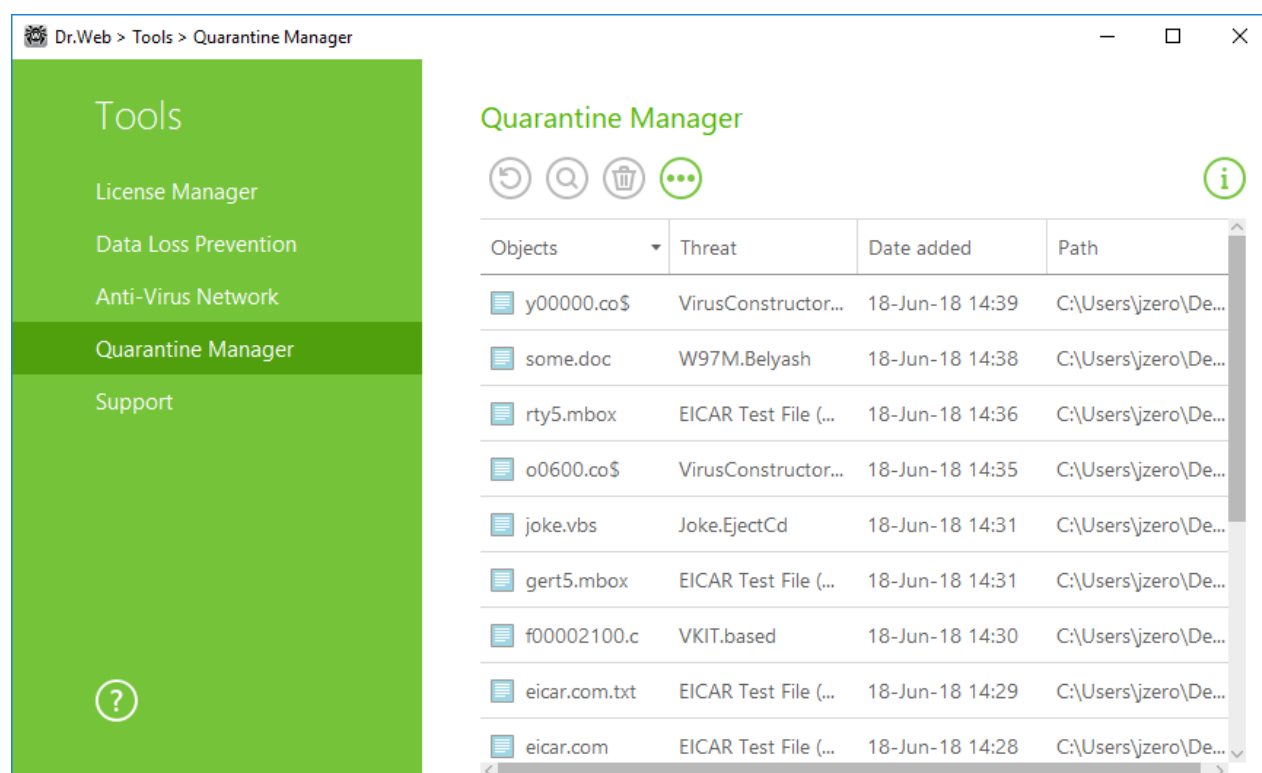 Dr.Web > Tools > Quarantine Manager
Tools
License Manager
Data Loss Prevention
Anti-Virus Network
Quarantine Manager
Support
?
Quarantine Manager
i
Objects Threat Date added Path
y00000.co$ VirusConstructor... 18-Jun-18 14:39 C:\Users\jzero\De...
some.doc W97M.Belyash 18-Jun-18 14:38 C:\Users\jzero\De...
rty5.mbox EICAR Test File (... 18-Jun-18 14:36 C:\Users\jzero\De...
o0600.co$ VirusConstructor... 18-Jun-18 14:35 C:\Users\jzero\De...
joke.vbs Joke.EjectCd 18-Jun-18 14:31 C:\Users\jzero\De...
gert5.mbox EICAR Test File (... 18-Jun-18 14:31 C:\Users\jzero\De...
f00002100.c VKIT.based 18-Jun-18 14:30 C:\Users\jzero\De...
eicar.com.txt EICAR Test File (... 18-Jun-18 14:29 C:\Users\jzero\De...
eicar.com EICAR Test File (... 18-Jun-18 14:28 C:\Users\jzero\De...